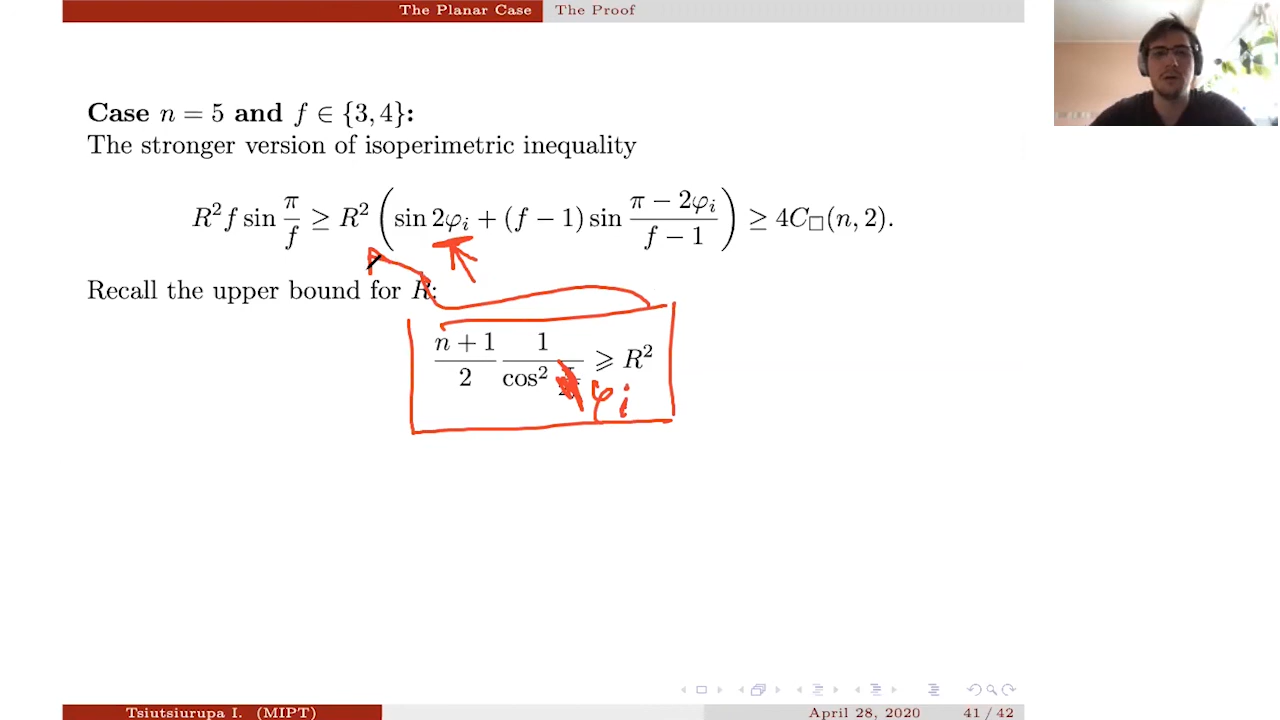 The Planar Case The Proof
Case n = 5 and f ∈ {3, 4}:
The stronger version of isoperimetric inequality
R² f sin π/f ≥ R² (sin 2φᵢ + (f − 1) sin (π − 2φᵢ)/(f − 1)) ≥ 4C□(n, 2).
Recall the upper bound for R:
(n + 1)/2 1/cos² φᵢ ⩾ R²
Tsiutsiurupa I. (MIPT) April 28, 2020 41 / 42